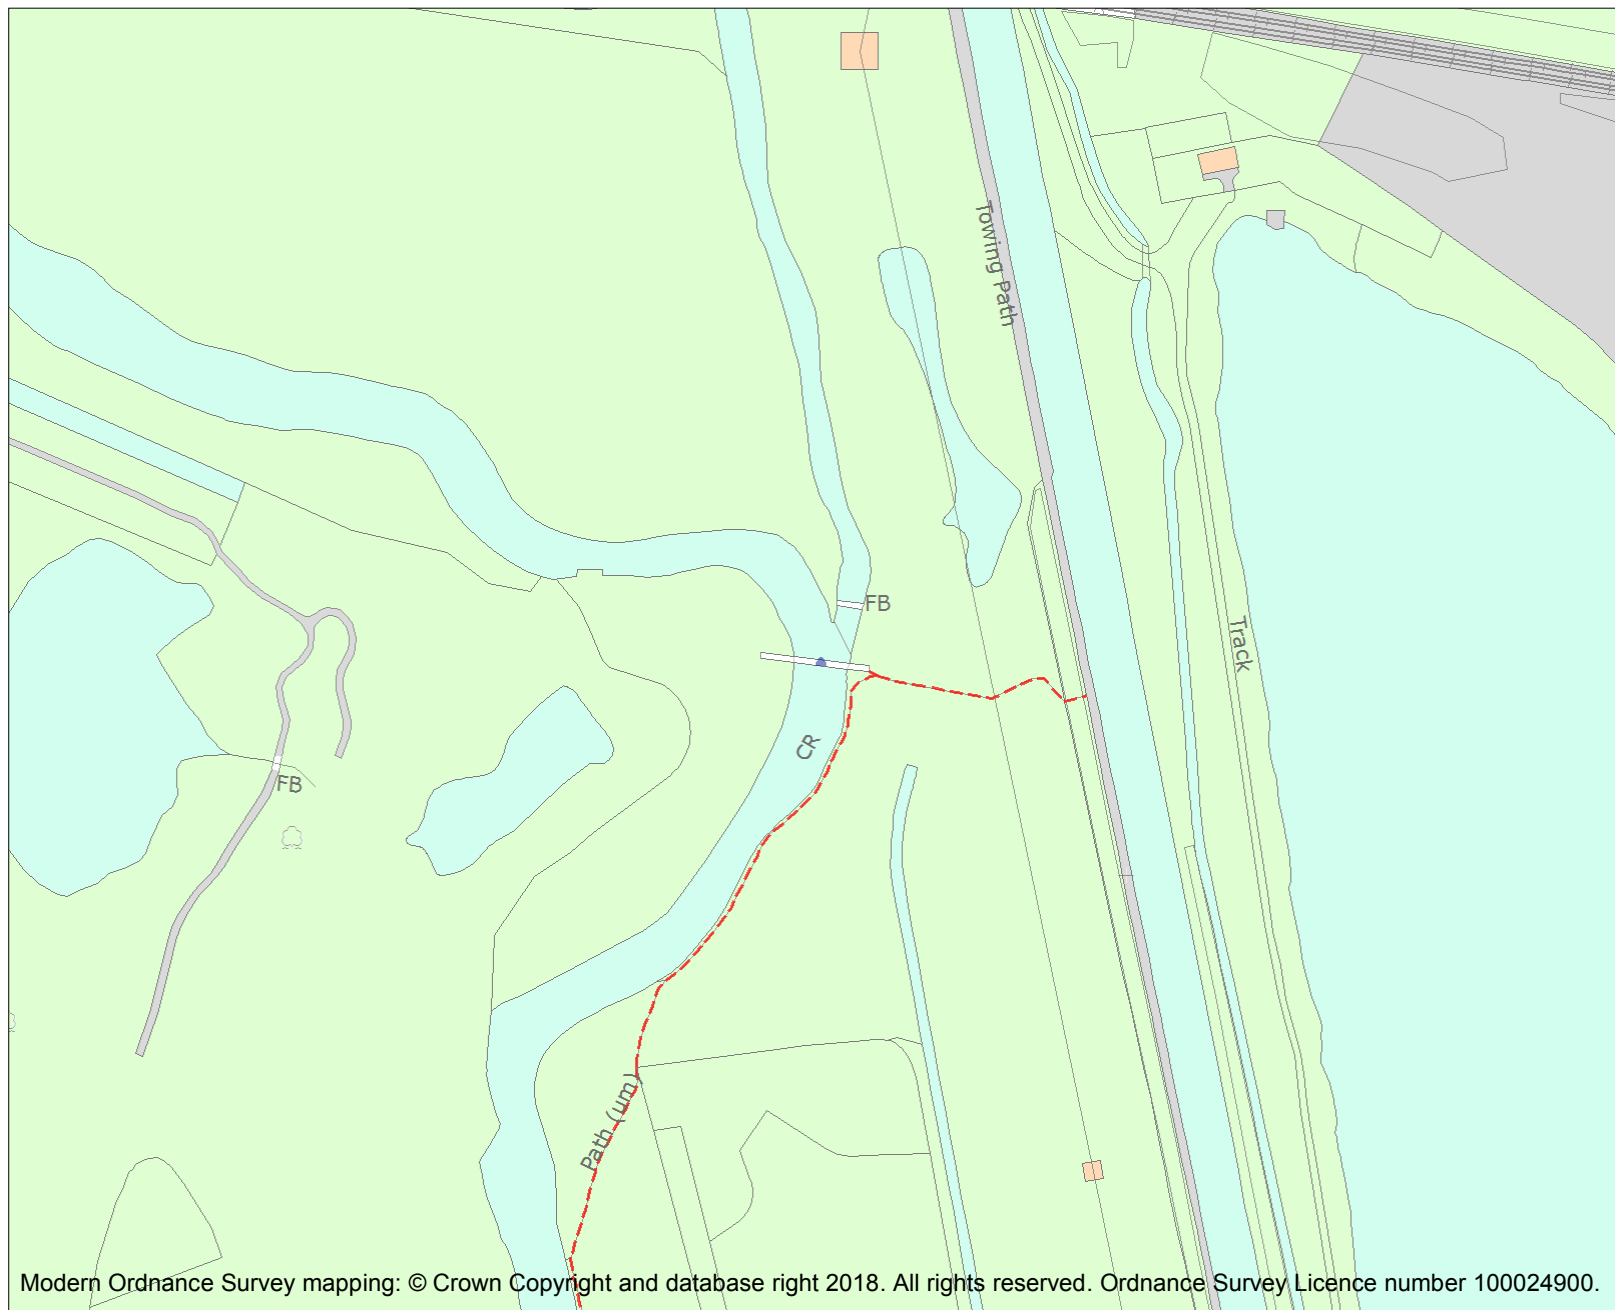 Towing Path
FB
Track
CR
FB
Path (um)
Modern Ordnance Survey mapping: © Crown Copyright and database right 2018. All rights reserved. Ordnance Survey Licence number 100024900.